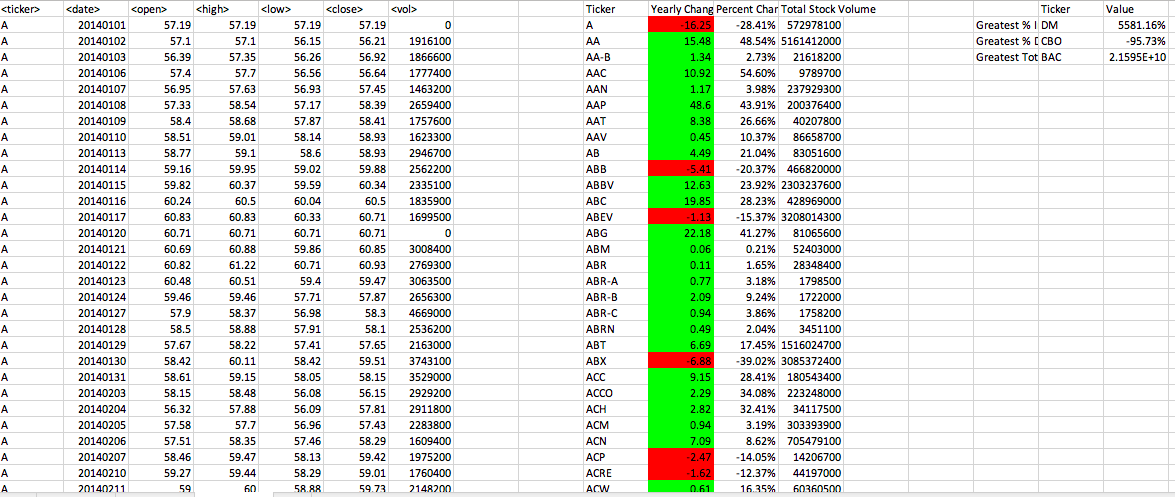 <ticker> <date> <open> <high> <low> <close> <vol> Ticker Yearly Chang Percent Char Total Stock Volume Ticker Value
A 20140101 57.19 57.19 57.19 57.19 0 A -16.25 -28.41% 572978100 Greatest % I DM 5581.16%
A 20140102 57.1 57.1 56.15 56.21 1916100 AA 15.48 48.54% 5161412000 Greatest % D CBO -95.73%
A 20140103 56.39 57.35 56.26 56.92 1866600 AA-B 1.34 2.73% 21618200 Greatest Tot BAC 2.1595E+10
A 20140106 57.4 57.7 56.56 56.64 1777400 AAC 10.92 54.60% 9789700
A 20140107 56.95 57.63 56.93 57.45 1463200 AAN 1.17 3.98% 237929300
A 20140108 57.33 58.54 57.17 58.39 2659400 AAP 48.6 43.91% 200376400
A 20140109 58.4 58.68 57.87 58.41 1757600 AAT 8.38 26.66% 40207800
A 20140110 58.51 59.01 58.14 58.93 1623300 AAV 0.45 10.37% 86658700
A 20140113 58.77 59.1 58.6 58.93 2946700 AB 4.49 21.04% 83051600
A 20140114 59.16 59.95 59.02 59.88 2562200 ABB -5.41 -20.37% 466820000
A 20140115 59.82 60.37 59.59 60.34 2335100 ABBV 12.63 23.92% 2303237600
A 20140116 60.24 60.5 60.04 60.5 1835900 ABC 19.85 28.23% 428969000
A 20140117 60.83 60.83 60.33 60.71 1699500 ABEV -1.13 -15.37% 3208014300
A 20140120 60.71 60.71 60.71 60.71 0 ABG 22.18 41.27% 81065600
A 20140121 60.69 60.88 59.86 60.85 3008400 ABM 0.06 0.21% 52403000
A 20140122 60.82 61.22 60.71 60.93 2769300 ABR 0.11 1.65% 28348400
A 20140123 60.48 60.51 59.4 59.47 3063500 ABR-A 0.77 3.18% 1798500
A 20140124 59.46 59.46 57.71 57.87 2656300 ABR-B 2.09 9.24% 1722000
A 20140127 57.9 58.37 56.98 58.3 4669000 ABR-C 0.94 3.86% 1758200
A 20140128 58.5 58.88 57.91 58.1 2536200 ABRN 0.49 2.04% 3451100
A 20140129 57.67 58.22 57.41 57.65 2163000 ABT 6.69 17.45% 1516024700
A 20140130 58.42 60.11 58.42 59.51 3743100 ABX -6.88 -39.02% 3085372400
A 20140131 58.61 59.15 58.05 58.15 3529000 ACC 9.15 28.41% 180543400
A 20140203 58.15 58.48 56.08 56.15 2929200 ACCO 2.29 34.08% 223248000
A 20140204 56.32 57.88 56.09 57.81 2911800 ACH 2.82 32.41% 34117500
A 20140205 57.58 57.7 56.96 57.43 2283800 ACM 0.94 3.19% 303393900
A 20140206 57.51 58.35 57.46 58.29 1609400 ACN 7.09 8.62% 705479100
A 20140207 58.46 59.47 58.13 59.42 1975200 ACP -2.47 -14.05% 14206700
A 20140210 59.27 59.44 58.29 59.01 1760400 ACRE -1.62 -12.37% 44197000
A 20140211 59 60 58.88 59.73 2148200 ACW 0.61 16.35% 60360500